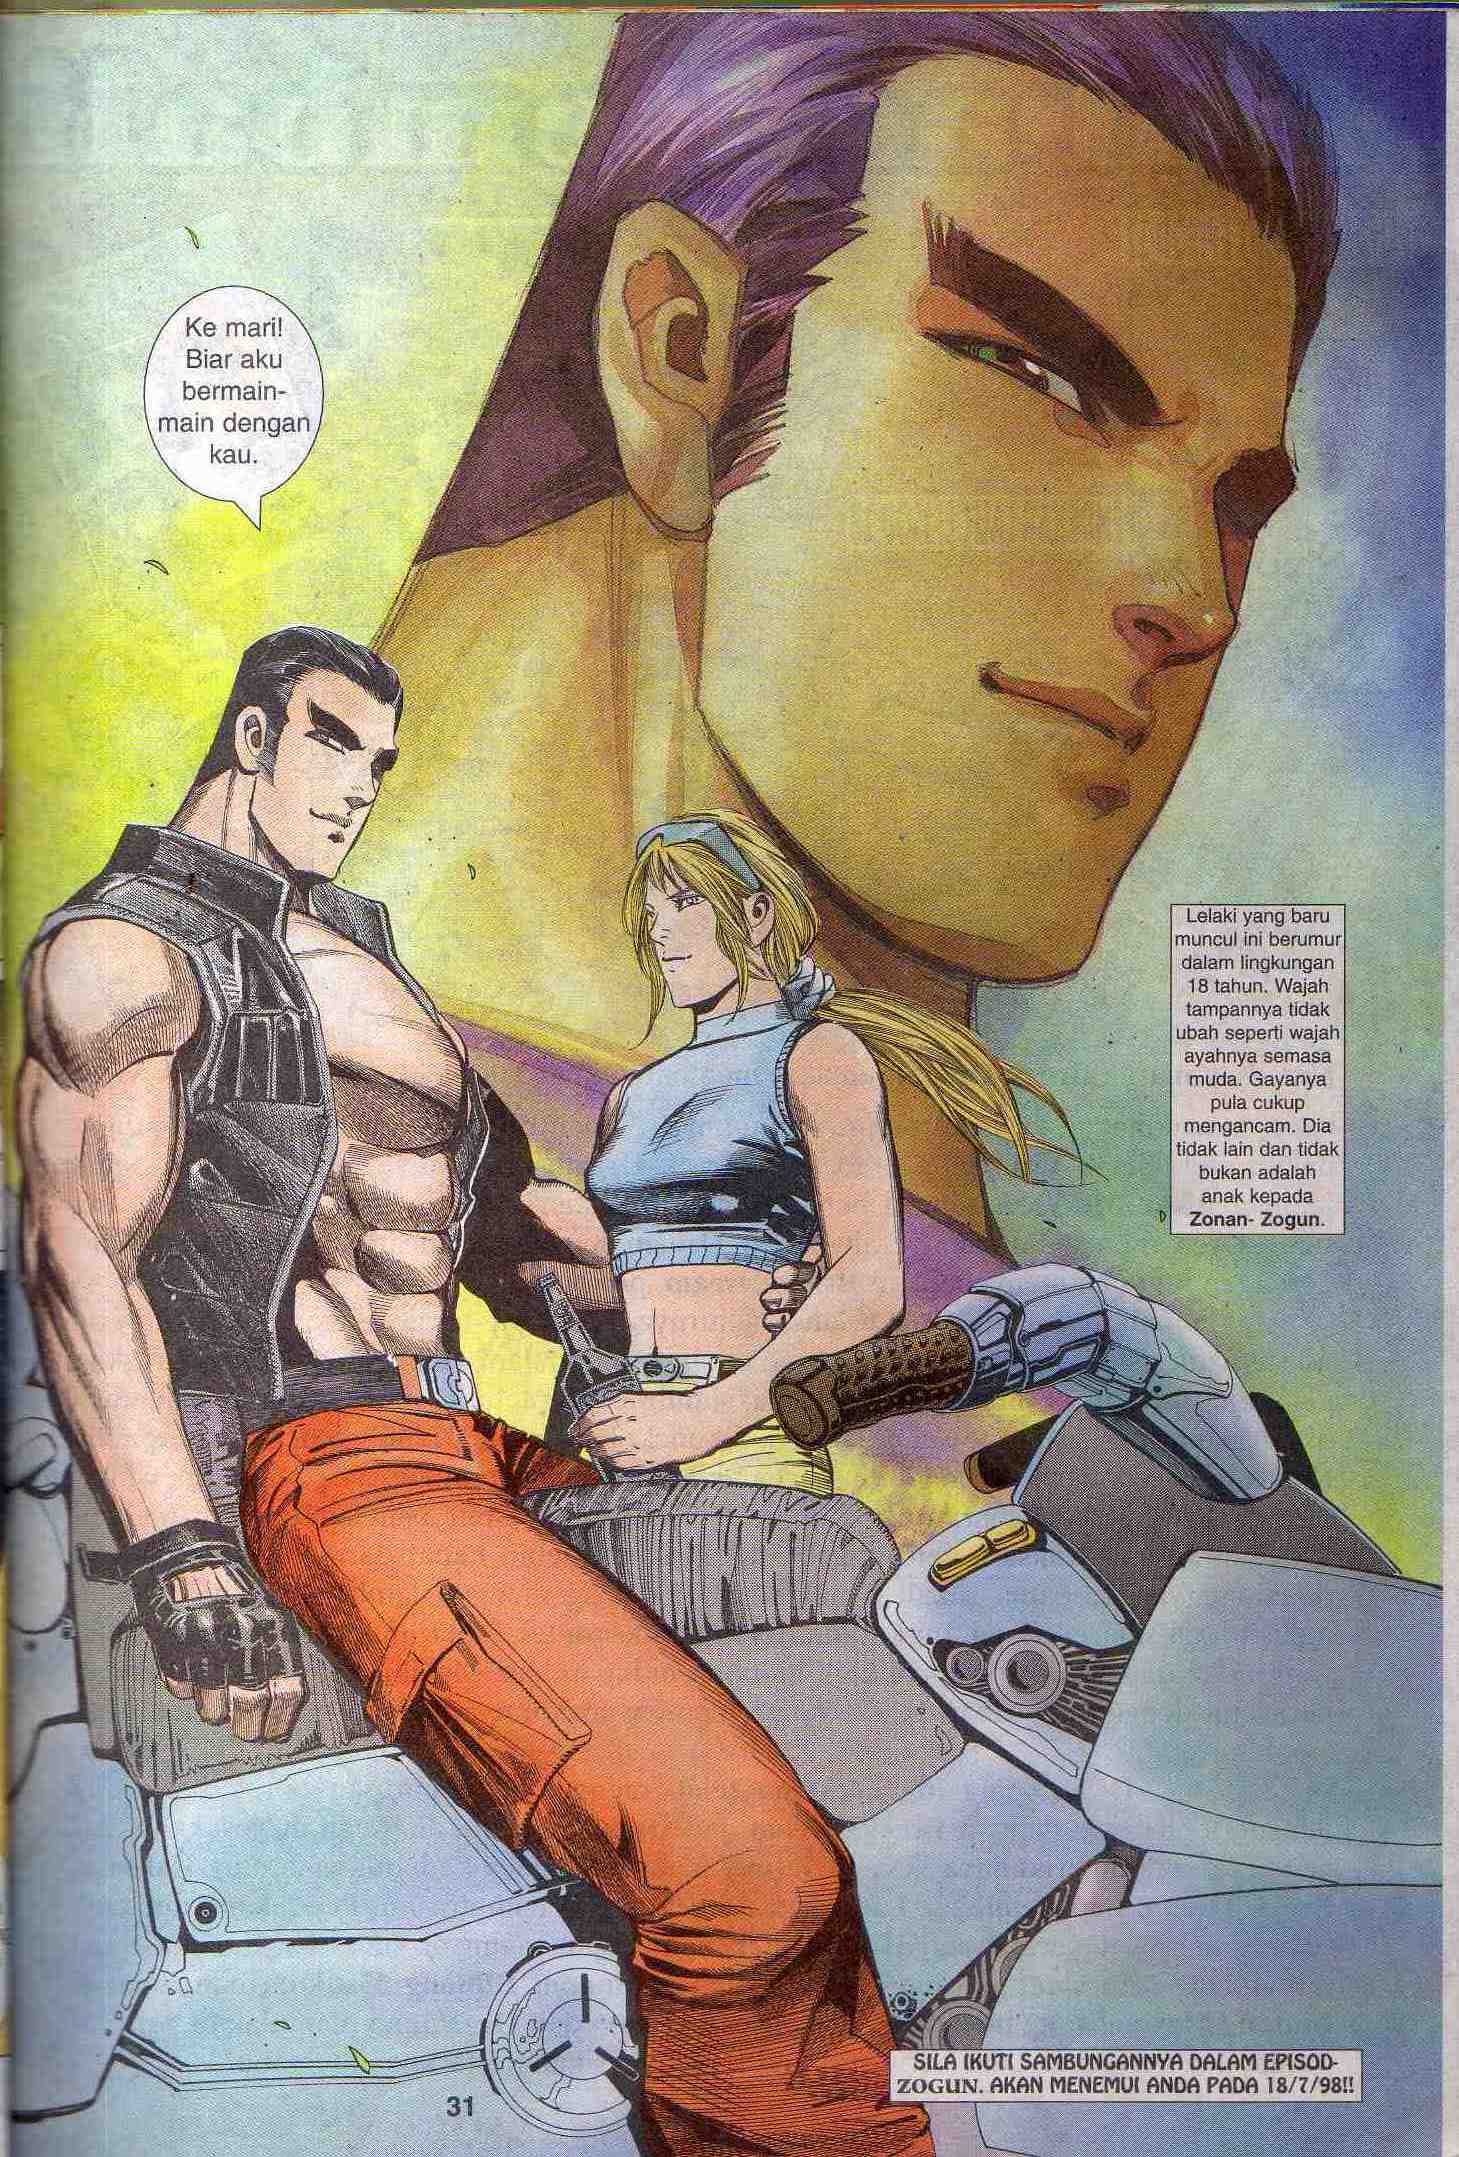 Ke mari!
Biar aku
bermain-
main dengan
kau.
Lelaki yang baru
muncul ini berumur
dalam lingkungan
18 tahun. Wajah
tampannya tidak
ubah seperti wajah
ayahnya semasa
muda. Gayanya
pula cukup
mengancam. Dia
tidak lain dan tidak
bukan adalah
anak kepada
Zonan- Zogun.
SILA IKUTI SAMBUNGANNYA DALAM EPISOD-
ZOGUN. AKAN MENEMUI ANDA PADA 18/7/98!!
31